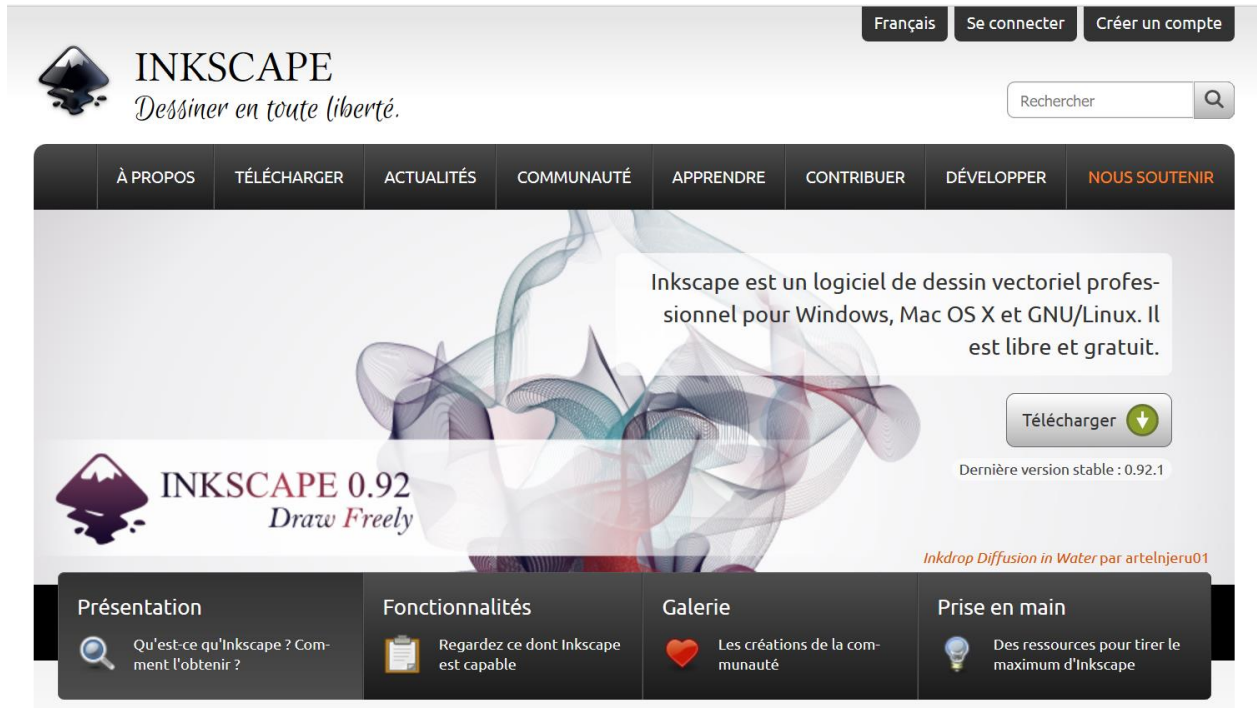 Français
Se connecter
Créer un compte
INKSCAPE
Dessiner en toute liberté.
Rechercher
À PROPOS
TÉLÉCHARGER
ACTUALITÉS
COMMUNAUTÉ
APPRENDRE
CONTRIBUER
DÉVELOPPER
NOUS SOUTENIR
Inkscape est un logiciel de dessin vectoriel profes-
sionnel pour Windows, Mac OS X et GNU/Linux. Il
est libre et gratuit.
Télécharger
Dernière version stable : 0.92.1
INKSCAPE 0.92
Draw Freely
Inkdrop Diffusion in Water par artelnjeru01
Présentation
Qu'est-ce qu'Inkscape ? Com-
ment l'obtenir ?
Fonctionnalités
Regardez ce dont Inkscape
est capable
Galerie
Les créations de la com-
munauté
Prise en main
Des ressources pour tirer le
maximum d'Inkscape